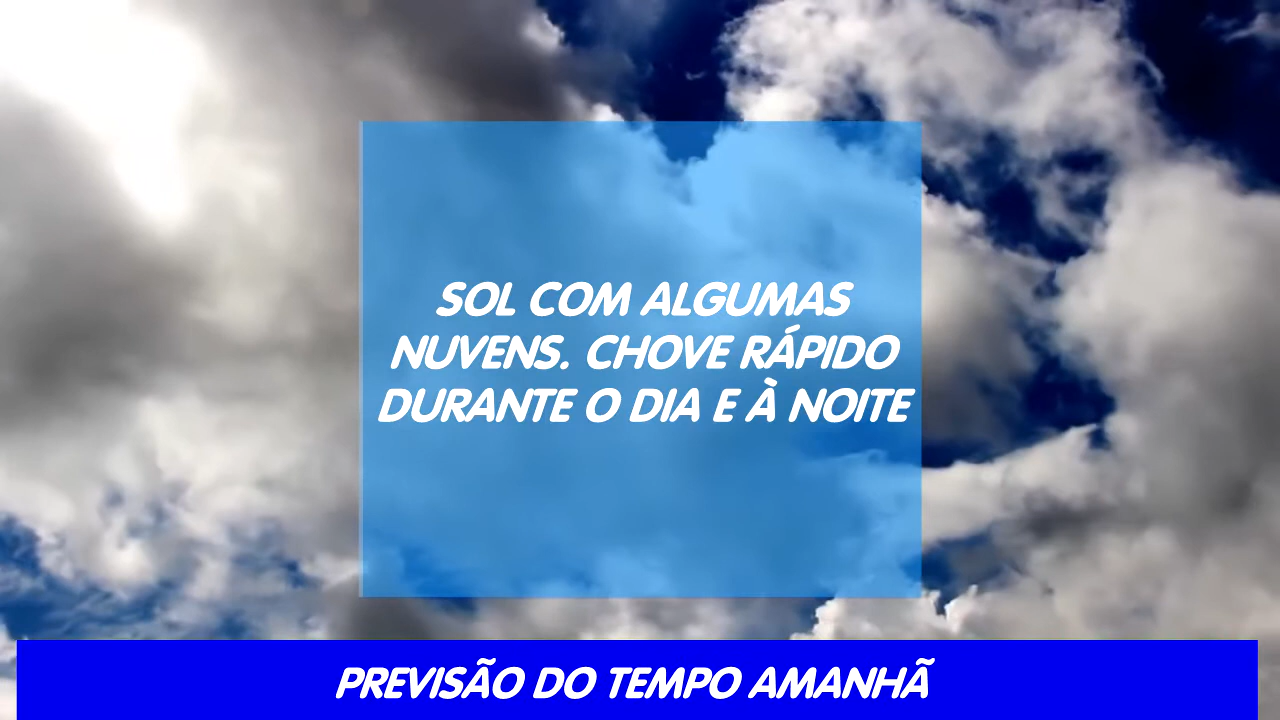 SOL COM ALGUMAS
NUVENS. CHOVE RÁPIDO
DURANTE O DIA E À NOITE
PREVISÃO DO TEMPO AMANHÃ